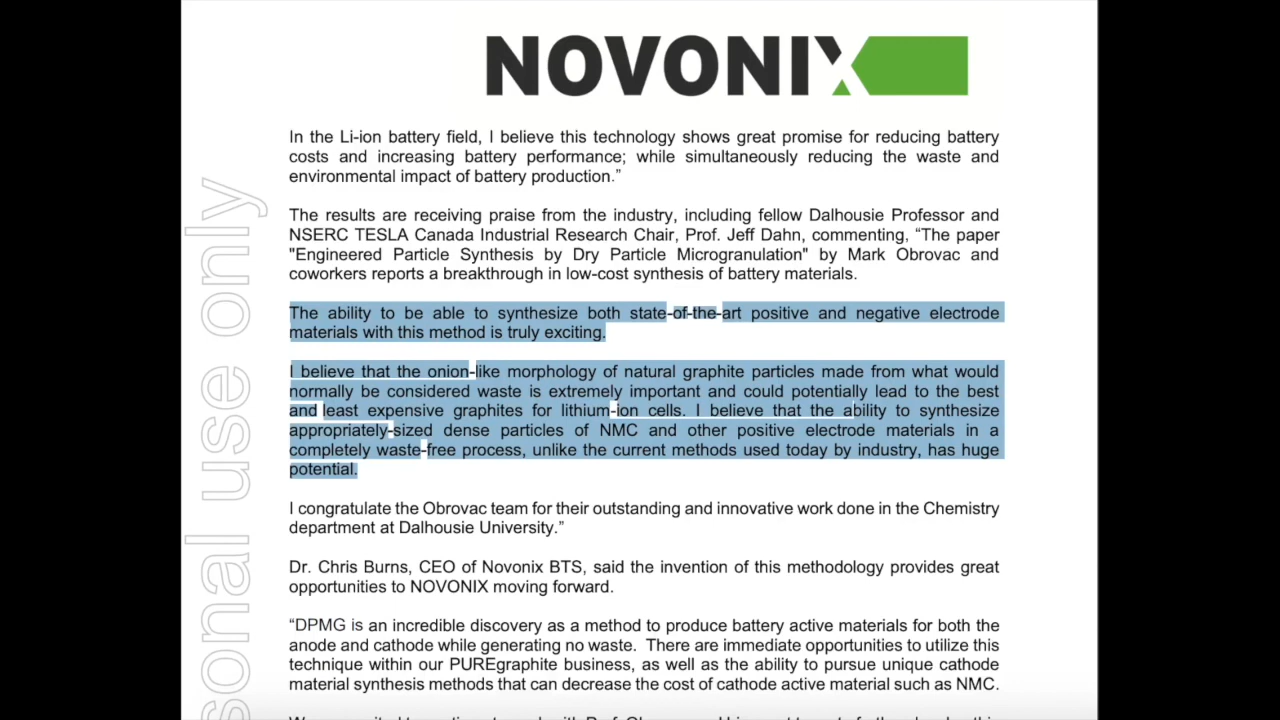 NOVONIX
In the Li-ion battery field, I believe this technology shows great promise for reducing battery
costs and increasing battery performance; while simultaneously reducing the waste and
environmental impact of battery production.”
The results are receiving praise from the industry, including fellow Dalhousie Professor and
NSERC TESLA Canada Industrial Research Chair, Prof. Jeff Dahn, commenting, “The paper
"Engineered Particle Synthesis by Dry Particle Microgranulation" by Mark Obrovac and
coworkers reports a breakthrough in low-cost synthesis of battery materials.
The ability to be able to synthesize both state-of-the-art positive and negative electrode
materials with this method is truly exciting.
I believe that the onion-like morphology of natural graphite particles made from what would
normally be considered waste is extremely important and could potentially lead to the best
and least expensive graphites for lithium-ion cells. I believe that the ability to synthesize
appropriately-sized dense particles of NMC and other positive electrode materials in a
completely waste-free process, unlike the current methods used today by industry, has huge
potential.
I congratulate the Obrovac team for their outstanding and innovative work done in the Chemistry
department at Dalhousie University.”
Dr. Chris Burns, CEO of Novonix BTS, said the invention of this methodology provides great
opportunities to NOVONIX moving forward.
“DPMG is an incredible discovery as a method to produce battery active materials for both the
anode and cathode while generating no waste.  There are immediate opportunities to utilize this
technique within our PUREgraphite business, as well as the ability to pursue unique cathode
material synthesis methods that can decrease the cost of cathode active material such as NMC.
sonal use only